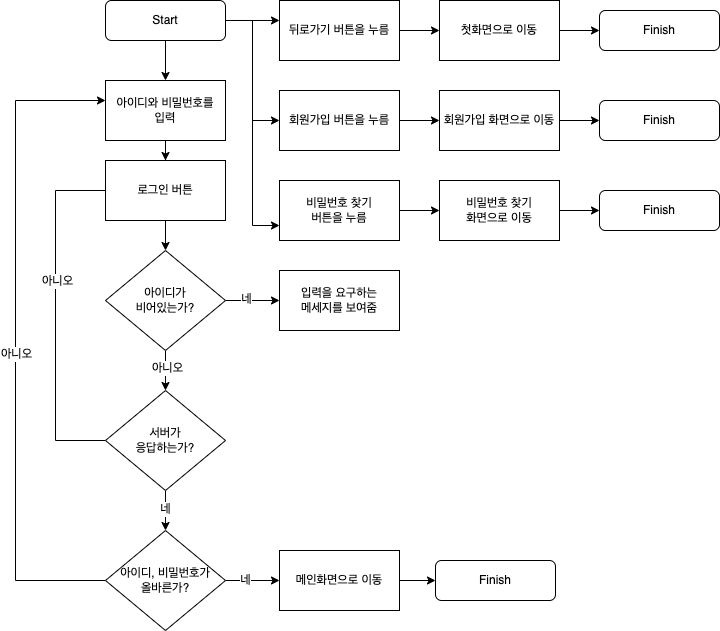 Start
뒤로가기 버튼을 누름
첫화면으로 이동
Finish
아이디와 비밀번호를
입력
회원가입 버튼을 누름
회원가입 화면으로 이동
Finish
로그인 버튼
비밀번호 찾기
버튼을 누름
비밀번호 찾기
화면으로 이동
Finish
아니오
아이디가
비어있는가?
네
입력을 요구하는
메세지를 보여줌
아니오
아니오
서버가
응답하는가?
네
아이디, 비밀번호가
올바른가?
네
메인화면으로 이동
Finish